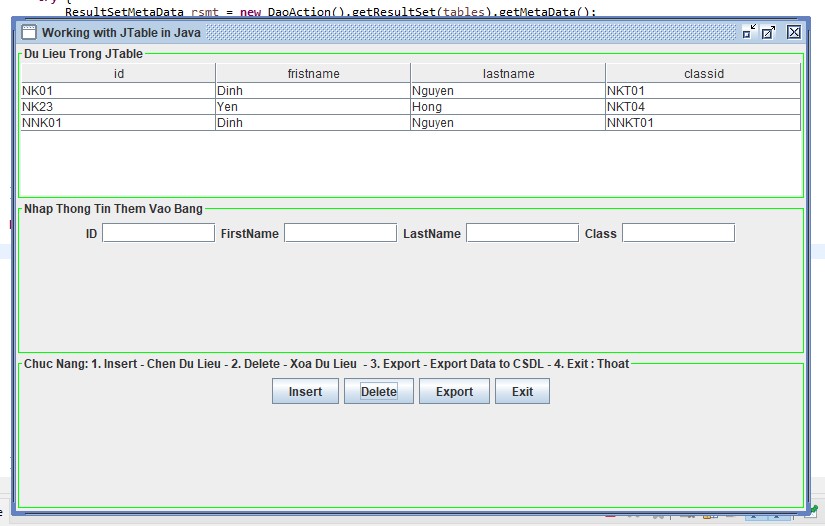 ResultSetMetaData rsmt = new DaoAction().getResultSet(tables).getMetaData();
Working with JTable in Java
Du Lieu Trong JTable
id fristname lastname classid
NK01 Dinh Nguyen NKT01
NK23 Yen Hong NKT04
NNK01 Dinh Nguyen NNKT01
Nhap Thong Tin Them Vao Bang
ID FirstName LastName Class
Chuc Nang: 1. Insert - Chen Du Lieu - 2. Delete - Xoa Du Lieu - 3. Export - Export Data to CSDL - 4. Exit : Thoat
Insert Delete Export Exit